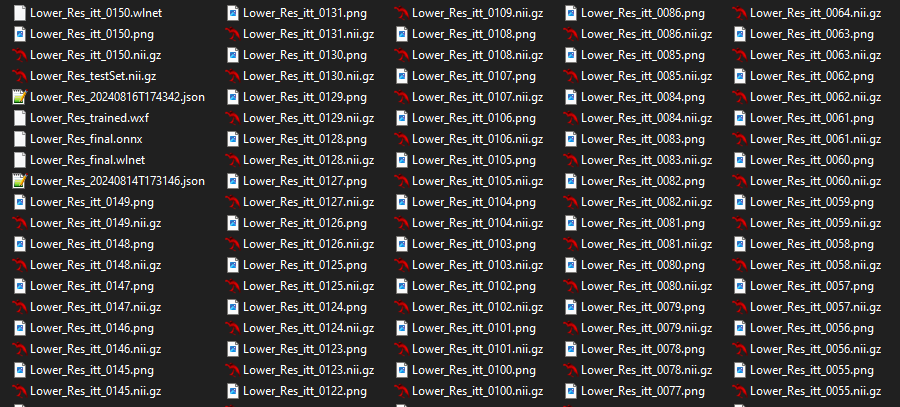 Lower_Res_itt_0150.wlnet
Lower_Res_itt_0150.png
Lower_Res_itt_0150.nii.gz
Lower_Res_testSet.nii.gz
Lower_Res_20240816T174342.json
Lower_Res_trained.wxf
Lower_Res_final.onnx
Lower_Res_final.wlnet
Lower_Res_20240814T173146.json
Lower_Res_itt_0149.png
Lower_Res_itt_0149.nii.gz
Lower_Res_itt_0148.png
Lower_Res_itt_0148.nii.gz
Lower_Res_itt_0147.png
Lower_Res_itt_0147.nii.gz
Lower_Res_itt_0146.png
Lower_Res_itt_0146.nii.gz
Lower_Res_itt_0145.png
Lower_Res_itt_0145.nii.gz
Lower_Res_itt_0131.png
Lower_Res_itt_0131.nii.gz
Lower_Res_itt_0130.png
Lower_Res_itt_0130.nii.gz
Lower_Res_itt_0129.png
Lower_Res_itt_0129.nii.gz
Lower_Res_itt_0128.png
Lower_Res_itt_0128.nii.gz
Lower_Res_itt_0127.png
Lower_Res_itt_0127.nii.gz
Lower_Res_itt_0126.png
Lower_Res_itt_0126.nii.gz
Lower_Res_itt_0125.png
Lower_Res_itt_0125.nii.gz
Lower_Res_itt_0124.png
Lower_Res_itt_0124.nii.gz
Lower_Res_itt_0123.png
Lower_Res_itt_0123.nii.gz
Lower_Res_itt_0122.png
Lower_Res_itt_0109.nii.gz
Lower_Res_itt_0108.png
Lower_Res_itt_0108.nii.gz
Lower_Res_itt_0107.png
Lower_Res_itt_0107.nii.gz
Lower_Res_itt_0106.png
Lower_Res_itt_0106.nii.gz
Lower_Res_itt_0105.png
Lower_Res_itt_0105.nii.gz
Lower_Res_itt_0104.png
Lower_Res_itt_0104.nii.gz
Lower_Res_itt_0103.png
Lower_Res_itt_0103.nii.gz
Lower_Res_itt_0102.png
Lower_Res_itt_0102.nii.gz
Lower_Res_itt_0101.png
Lower_Res_itt_0101.nii.gz
Lower_Res_itt_0100.png
Lower_Res_itt_0100.nii.gz
Lower_Res_itt_0086.png
Lower_Res_itt_0086.nii.gz
Lower_Res_itt_0085.png
Lower_Res_itt_0085.nii.gz
Lower_Res_itt_0084.png
Lower_Res_itt_0084.nii.gz
Lower_Res_itt_0083.png
Lower_Res_itt_0083.nii.gz
Lower_Res_itt_0082.png
Lower_Res_itt_0082.nii.gz
Lower_Res_itt_0081.png
Lower_Res_itt_0081.nii.gz
Lower_Res_itt_0080.png
Lower_Res_itt_0080.nii.gz
Lower_Res_itt_0079.png
Lower_Res_itt_0079.nii.gz
Lower_Res_itt_0078.png
Lower_Res_itt_0078.nii.gz
Lower_Res_itt_0077.png
Lower_Res_itt_0064.nii.gz
Lower_Res_itt_0063.png
Lower_Res_itt_0063.nii.gz
Lower_Res_itt_0062.png
Lower_Res_itt_0062.nii.gz
Lower_Res_itt_0061.png
Lower_Res_itt_0061.nii.gz
Lower_Res_itt_0060.png
Lower_Res_itt_0060.nii.gz
Lower_Res_itt_0059.png
Lower_Res_itt_0059.nii.gz
Lower_Res_itt_0058.png
Lower_Res_itt_0058.nii.gz
Lower_Res_itt_0057.png
Lower_Res_itt_0057.nii.gz
Lower_Res_itt_0056.png
Lower_Res_itt_0056.nii.gz
Lower_Res_itt_0055.png
Lower_Res_itt_0055.nii.gz